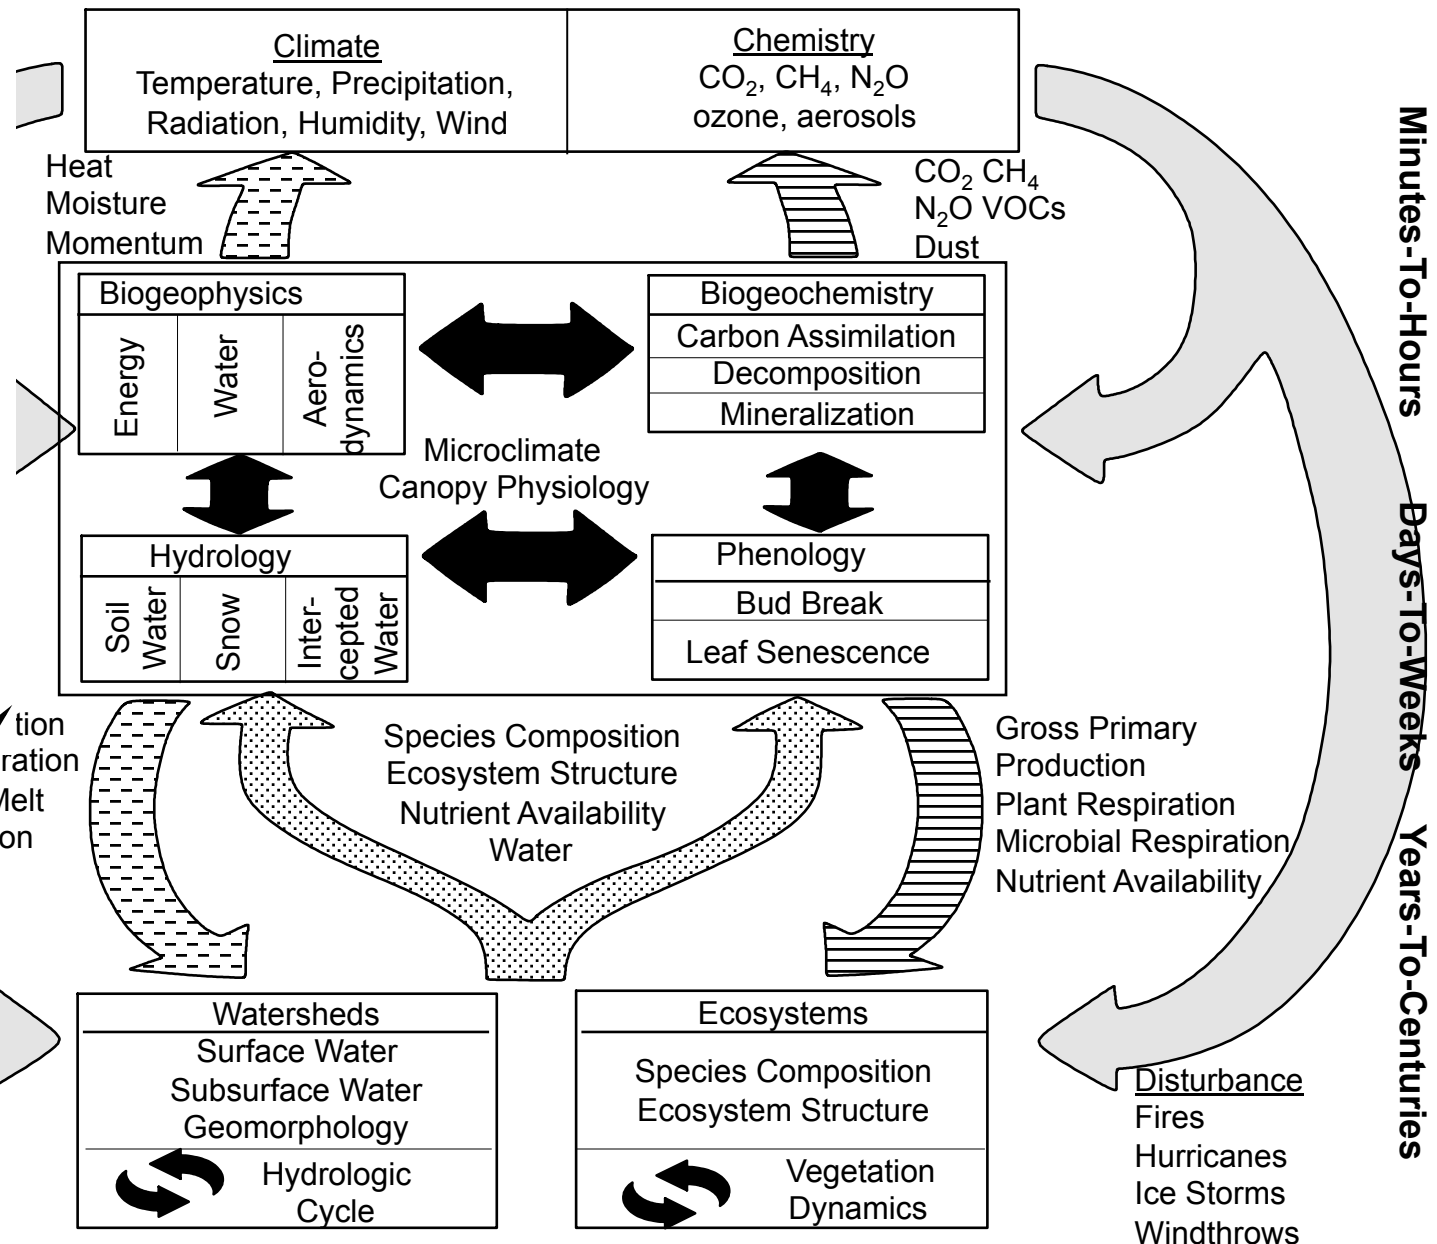 Climate
Temperature, Precipitation,
Radiation, Humidity, Wind
Chemistry
CO₂, CH₄, N₂O
ozone, aerosols
Heat
Moisture
Momentum
CO₂ CH₄
N₂O VOCs
Dust
Minutes-To-Hours
Biogeophysics
Energy
Water
Aero-
dynamics
Biogeochemistry
Carbon Assimilation
Decomposition
Mineralization
Microclimate
Canopy Physiology
Hydrology
Soil
Water
Snow
Inter-
cepted
Water
Phenology
Bud Break
Leaf Senescence
Days-To-Weeks
tion
ration
Melt
on
Species Composition
Ecosystem Structure
Nutrient Availability
Water
Gross Primary
Production
Plant Respiration
Microbial Respiration
Nutrient Availability
Years-To-Centuries
Watersheds
Surface Water
Subsurface Water
Geomorphology
Hydrologic
Cycle
Ecosystems
Species Composition
Ecosystem Structure
Vegetation
Dynamics
Disturbance
Fires
Hurricanes
Ice Storms
Windthrows